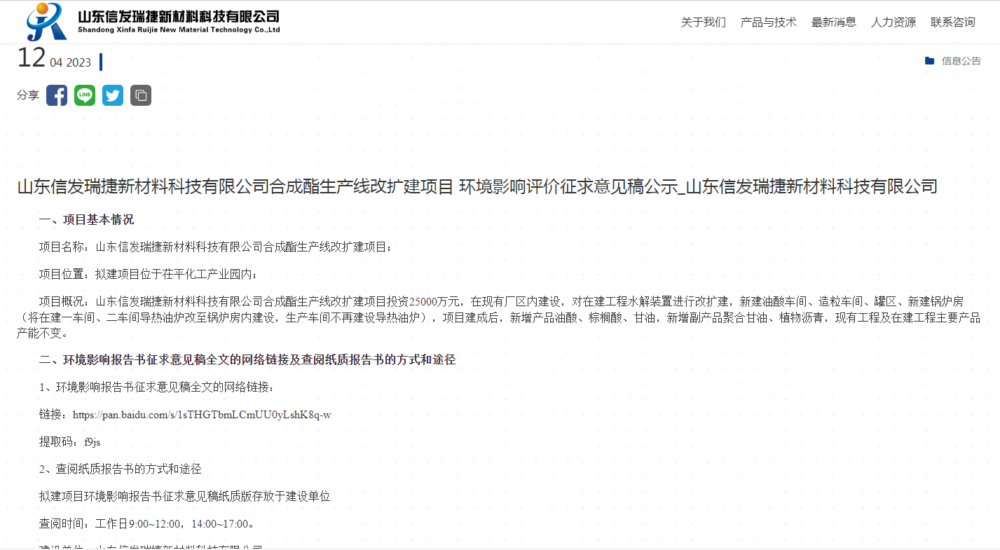 山东信发瑞捷新材料科技有限公司
Shandong Xinfa Ruijie New Material Technology Co.,Ltd
关于我们 产品与技术 最新消息 人力资源 联系咨询
12 04 2023
信息公告
分享
LINE
山东信发瑞捷新材料科技有限公司合成酯生产线改扩建项目 环境影响评价征求意见稿公示_山东信发瑞捷新材料科技有限公司
一、项目基本情况
项目名称：山东信发瑞捷新材料科技有限公司合成酯生产线改扩建项目；
项目位置：拟建项目位于茌平化工产业园内；
项目概况：山东信发瑞捷新材料科技有限公司合成酯生产线改扩建项目投资25000万元，在现有厂区内建设，对在建工程水解装置进行改扩建，新建油酸车间、造粒车间、罐区、新建锅炉房
（将在建一车间、二车间导热油炉改至锅炉房内建设，生产车间不再建设导热油炉），项目建成后，新增产品油酸、棕榈酸、甘油，新增副产品聚合甘油、植物沥青，现有工程及在建工程主要产品
产能不变。
二、环境影响报告书征求意见稿全文的网络链接及查阅纸质报告书的方式和途径
1、环境影响报告书征求意见稿全文的网络链接：
链接：https://pan.baidu.com/s/1sTHGTbmLCmUU0yLshK8q-w
提取码：f9js
2、查阅纸质报告书的方式和途径
拟建项目环境影响报告书征求意见稿纸质版存放于建设单位
查阅时间：工作日9:00~12:00，14:00~17:00。
建设单位：山东信发瑞捷新材料科技有限公司